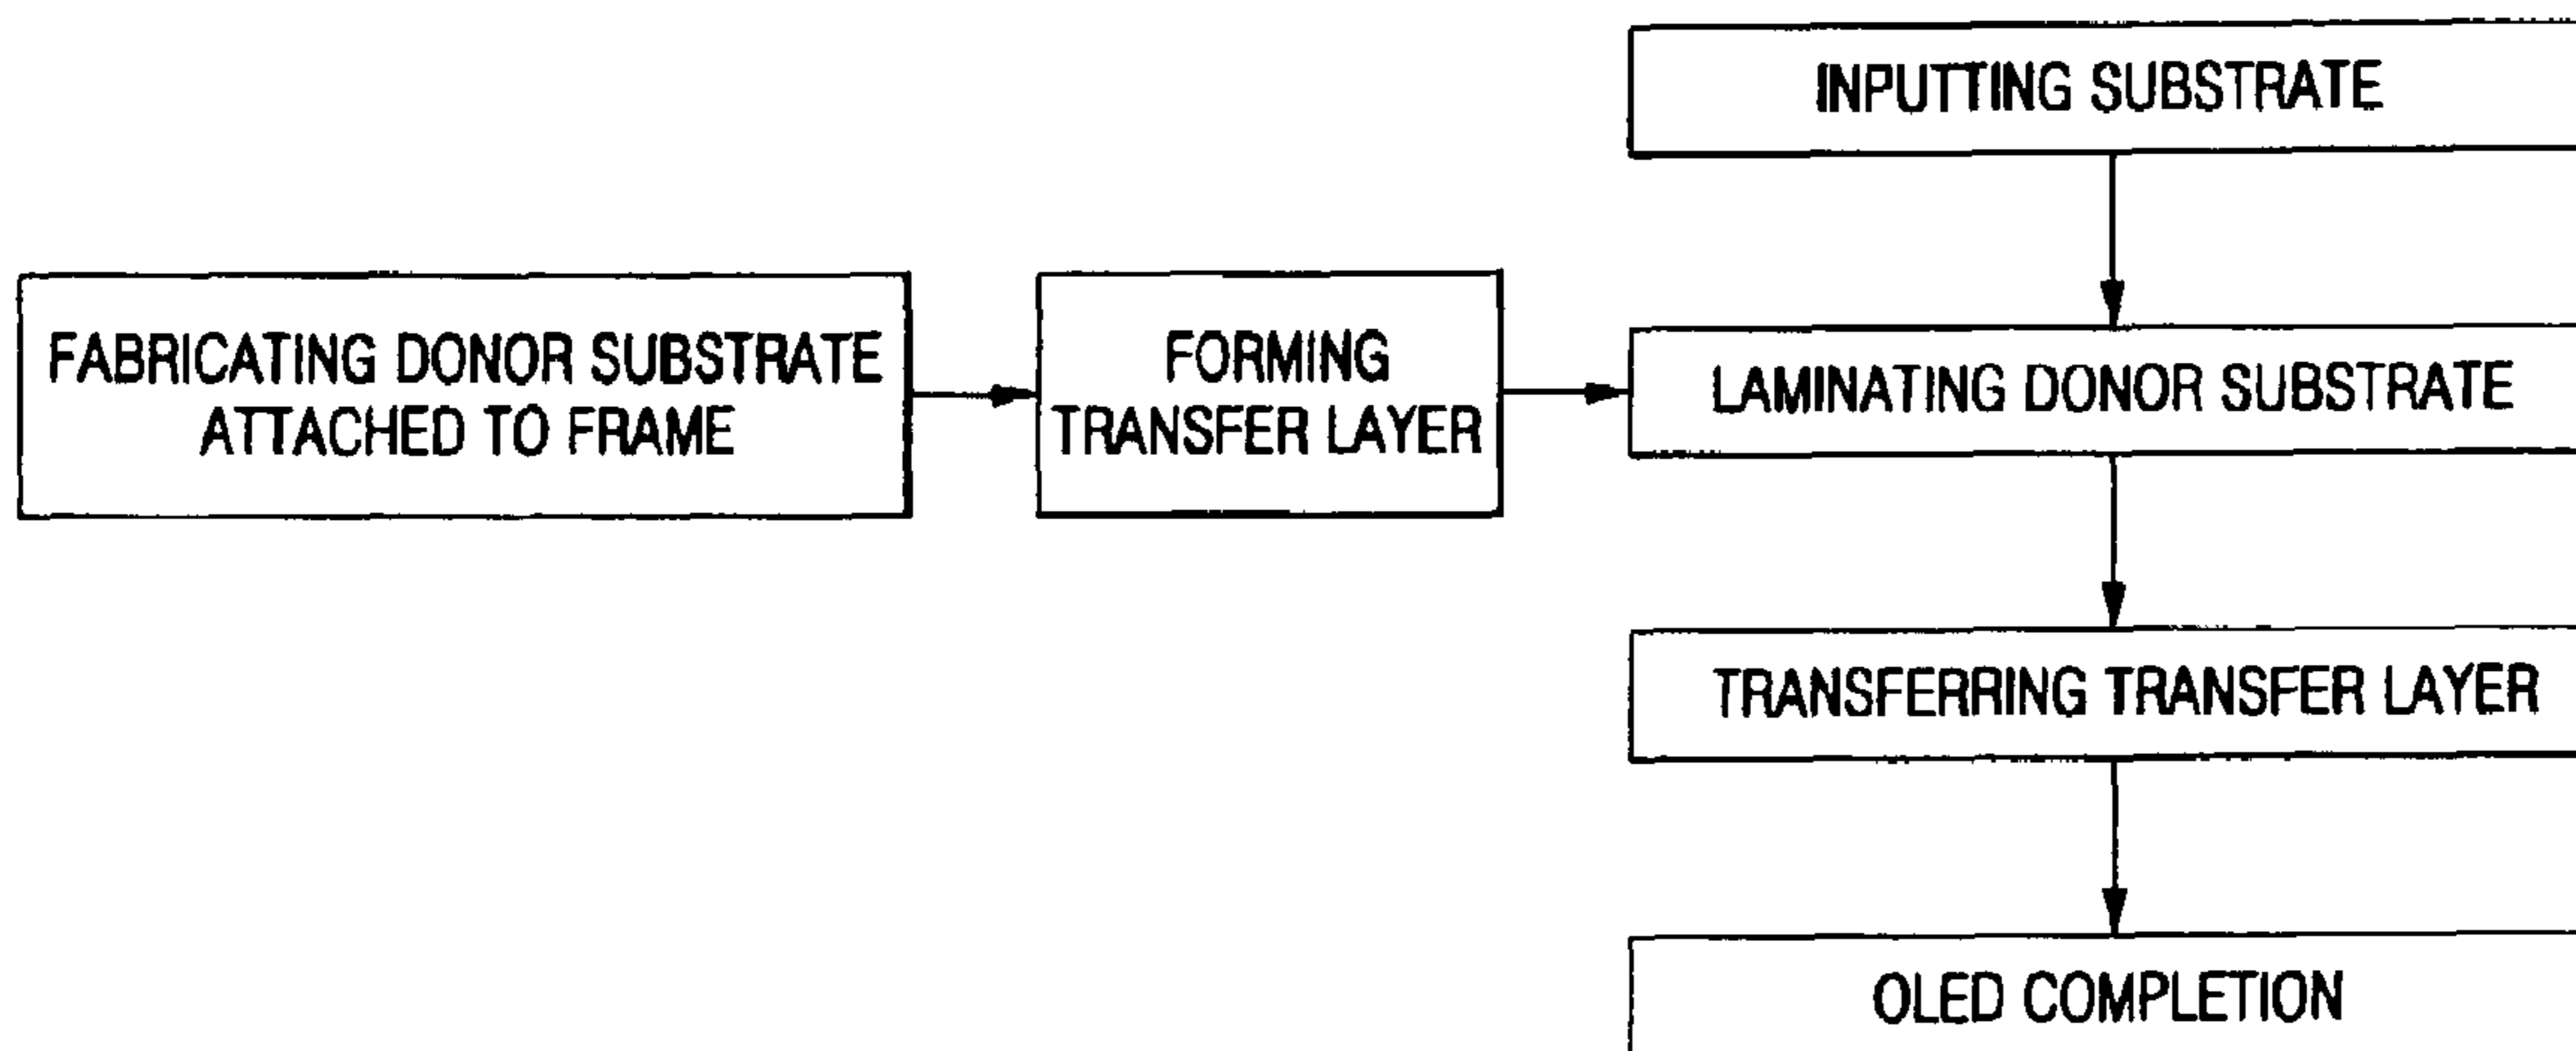 INPUTTING SUBSTRATE
FABRICATING DONOR SUBSTRATE
ATTACHED TO FRAME
FORMING
TRANSFER LAYER
LAMINATING DONOR SUBSTRATE
TRANSFERRING TRANSFER LAYER
OLED COMPLETION